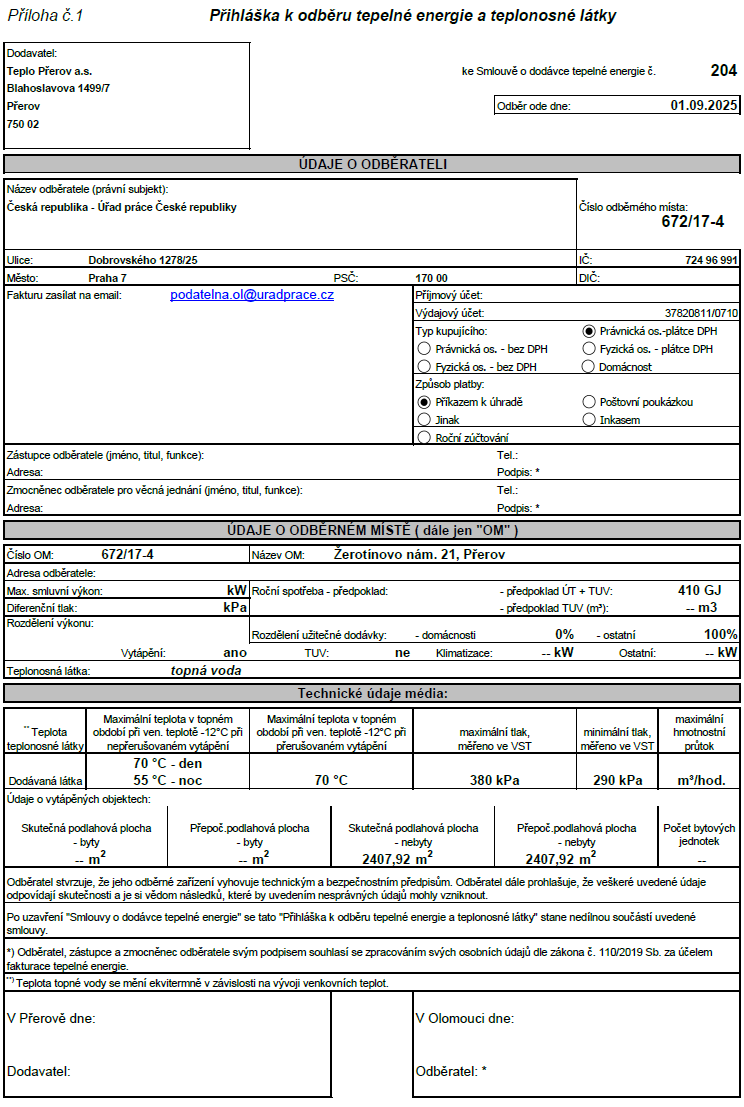 Příloha č.1
Přihláška k odběru tepelné energie a teplonosné látky
Dodavatel:
Teplo Přerov a.s.
Blahoslavova 1499/7
Přerov
750 02
ke Smlouvě o dodávce tepelné energie č. 204
Odběr ode dne: 01.09.2025
ÚDAJE O ODBĚRATELI
Název odběratele (právní subjekt):
Česká republika - Úřad práce České republiky
Číslo odběrného místa:
672/17-4
Ulice: Dobrovského 1278/25 IČ: 724 96 991
Město: Praha 7 PSČ: 170 00 DIČ:
Fakturu zasílat na email: podatelna.ol@uradprace.cz Příjmový účet:
Výdajový účet: 37820811/0710
Typ kupujícího: Právnická os.-plátce DPH
Právnická os. - bez DPH Fyzická os. - plátce DPH
Fyzická os. - bez DPH Domácnost
Způsob platby:
Příkazem k úhradě Poštovní poukázkou
Jinak Inkasem
Roční zúčtování
Zástupce odběratele (jméno, titul, funkce): Tel.:
Adresa: Podpis: *
Zmocněnec odběratele pro věcná jednání (jméno, titul, funkce): Tel.:
Adresa: Podpis: *
ÚDAJE O ODBĚRNÉM MÍSTĚ ( dále jen "OM" )
Číslo OM: 672/17-4 Název OM: Žerotínovo nám. 21, Přerov
Adresa odběratele:
Max. smluvní výkon: kW Roční spotřeba - předpoklad: - předpoklad ÚT + TUV: 410 GJ
Diferenční tlak: kPa - předpoklad TUV (m³): -- m3
Rozdělení výkonu:
Rozdělení užitečné dodávky: - domácnosti 0% - ostatní 100%
Vytápění: ano TUV: ne Klimatizace: -- kW Ostatní: -- kW
Teplonosná látka: topná voda
Technické údaje média:
** Teplota teplonosné látky
Maximální teplota v topném období při ven. teplotě -12°C při nepřerušovaném vytápění
Maximální teplota v topném období při ven. teplotě -12°C při přerušovaném vytápění
maximální tlak, měřeno ve VST
minimální tlak, měřeno ve VST
maximální hmotnostní průtok
70 °C - den
Dodávaná látka 55 °C - noc 70 °C 380 kPa 290 kPa m³/hod.
Údaje o vytápěných objektech:
Skutečná podlahová plocha - byty
Přepoč.podlahová plocha - byty
Skutečná podlahová plocha - nebyty
Přepoč.podlahová plocha - nebyty
Počet bytových jednotek
-- m² -- m² 2407,92 m² 2407,92 m² --
Odběratel stvrzuje, že jeho odběrné zařízení vyhovuje technickým a bezpečnostním předpisům. Odběratel dále prohlašuje, že veškeré uvedené údaje
odpovídají skutečnosti a je si vědom následků, které by uvedením nesprávných údajů mohly vzniknout.
Po uzavření "Smlouvy o dodávce tepelné energie" se tato "Přihláška k odběru tepelné energie a teplonosné látky" stane nedílnou součástí uvedené
smlouvy.
*) Odběratel, zástupce a zmocněnec odběratele svým podpisem souhlasí se zpracováním svých osobních údajů dle zákona č. 110/2019 Sb. za účelem
fakturace tepelné energie.
**) Teplota topné vody se mění ekvitermně v závislosti na vývoji venkovních teplot.
V Přerově dne: V Olomouci dne:
Dodavatel: Odběratel: *